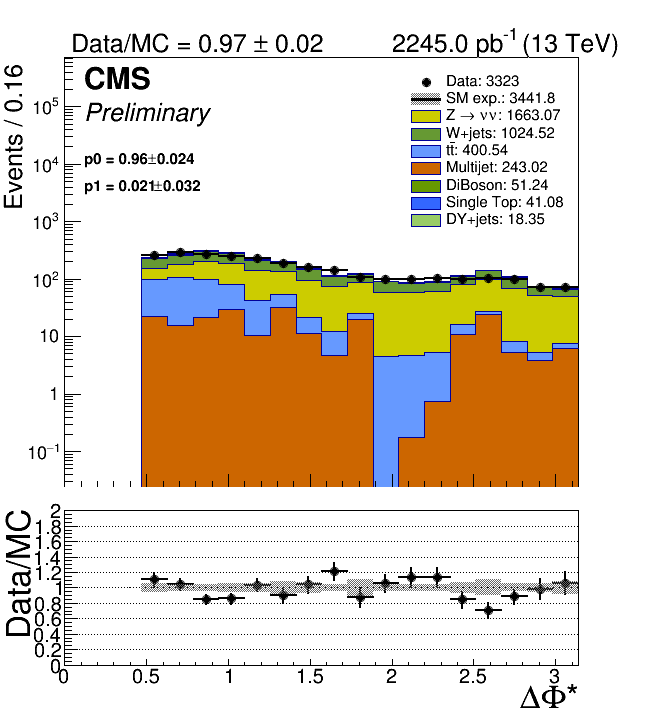 Data/MC = 0.97 ± 0.02 2245.0 pb⁻¹ (13 TeV)
Events / 0.16
CMS
Preliminary
p0 = 0.96±0.024
p1 = 0.021±0.032
Data: 3323
SM exp.: 3441.8
Z → νν: 1663.07
W+jets: 1024.52
tt̄: 400.54
Multijet: 243.02
DiBoson: 51.24
Single Top: 41.08
DY+jets: 18.35
10⁵
10⁴
10³
10²
10
1
10⁻¹
Data/MC
2
1.8
1.6
1.4
1.2
1
0.8
0.6
0.4
0.2
0
0 0.5 1 1.5 2 2.5 3
ΔΦ*